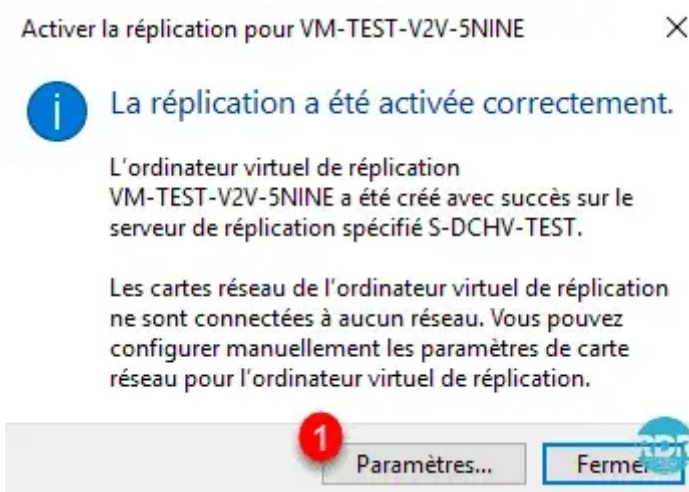 Activer la réplication pour VM-TEST-V2V-5NINE
La réplication a été activée correctement.
L'ordinateur virtuel de réplication
VM-TEST-V2V-5NINE a été créé avec succès sur le
serveur de réplication spécifié S-DCHV-TEST.
Les cartes réseau de l'ordinateur virtuel de réplication
ne sont connectées à aucun réseau. Vous pouvez
configurer manuellement les paramètres de carte
réseau pour l'ordinateur virtuel de réplication.
1
Paramètres...
Fermer
RDR